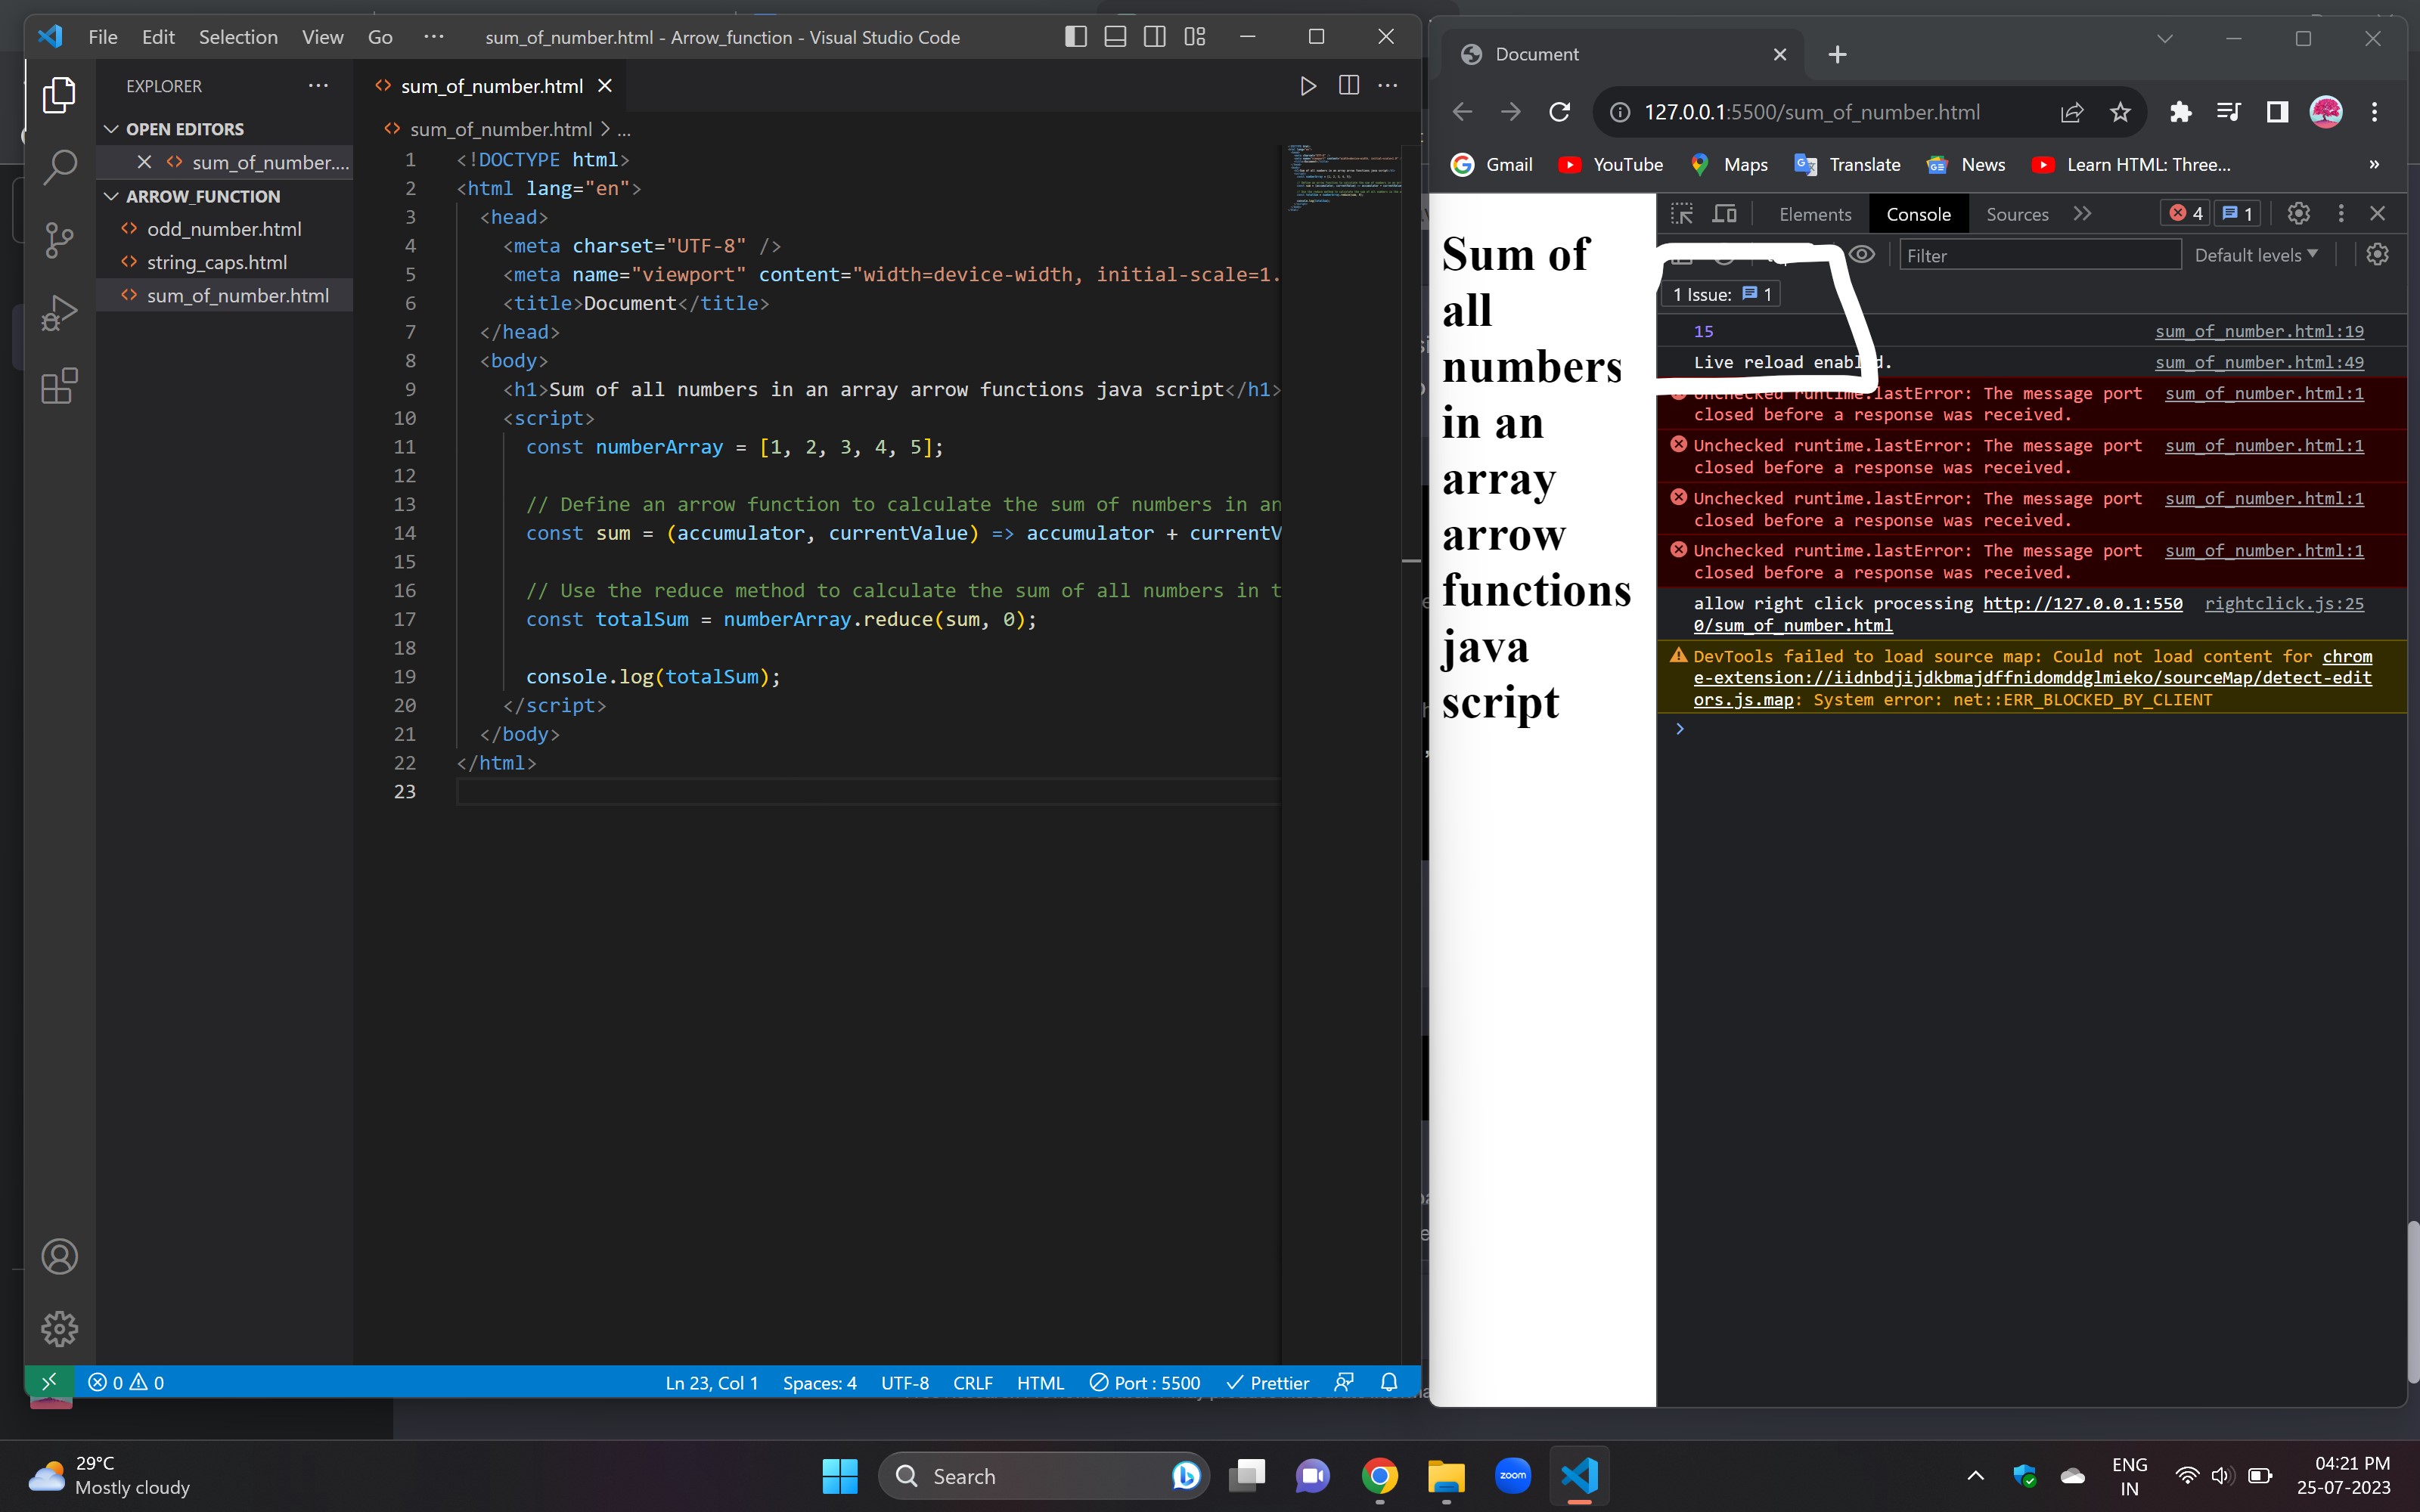 File Edit Selection View Go ··· sum_of_number.html - Arrow_function - Visual Studio Code
EXPLORER
OPEN EDITORS
sum_of_number....
ARROW_FUNCTION
odd_number.html
string_caps.html
sum_of_number.html
sum_of_number.html
sum_of_number.html > ...
1 <!DOCTYPE html>
2 <html lang="en">
3 <head>
4 <meta charset="UTF-8" />
5 <meta name="viewport" content="width=device-width, initial-scale=1.
6 <title>Document</title>
7 </head>
8 <body>
9 <h1>Sum of all numbers in an array arrow functions java script</h1>
10 <script>
11 const numberArray = [1, 2, 3, 4, 5];
12
13 // Define an arrow function to calculate the sum of numbers in an
14 const sum = (accumulator, currentValue) => accumulator + currentV
15
16 // Use the reduce method to calculate the sum of all numbers in t
17 const totalSum = numberArray.reduce(sum, 0);
18
19 console.log(totalSum);
20 </script>
21 </body>
22 </html>
23
0 0 Ln 23, Col 1 Spaces: 4 UTF-8 CRLF HTML Port : 5500 Prettier
Document
127.0.0.1:5500/sum_of_number.html
Gmail YouTube Maps Translate News Learn HTML: Three... »
Sum of
all
numbers
in an
array
arrow
functions
java
script
Elements Console Sources 4 1
Filter Default levels
1 Issue: 1
15 sum_of_number.html:19
Live reload enabled. sum_of_number.html:49
Unchecked runtime.lastError: The message port sum_of_number.html:1
closed before a response was received.
Unchecked runtime.lastError: The message port sum_of_number.html:1
closed before a response was received.
Unchecked runtime.lastError: The message port sum_of_number.html:1
closed before a response was received.
Unchecked runtime.lastError: The message port sum_of_number.html:1
closed before a response was received.
allow right click processing http://127.0.0.1:550 rightclick.js:25
0/sum_of_number.html
DevTools failed to load source map: Could not load content for chrom
e-extension://iidnbdjijdkbmajdffnidomddglmieko/sourceMap/detect-edit
ors.js.map: System error: net::ERR_BLOCKED_BY_CLIENT
29°C
Mostly cloudy
Search
zoom
ENG
IN
04:21 PM
25-07-2023